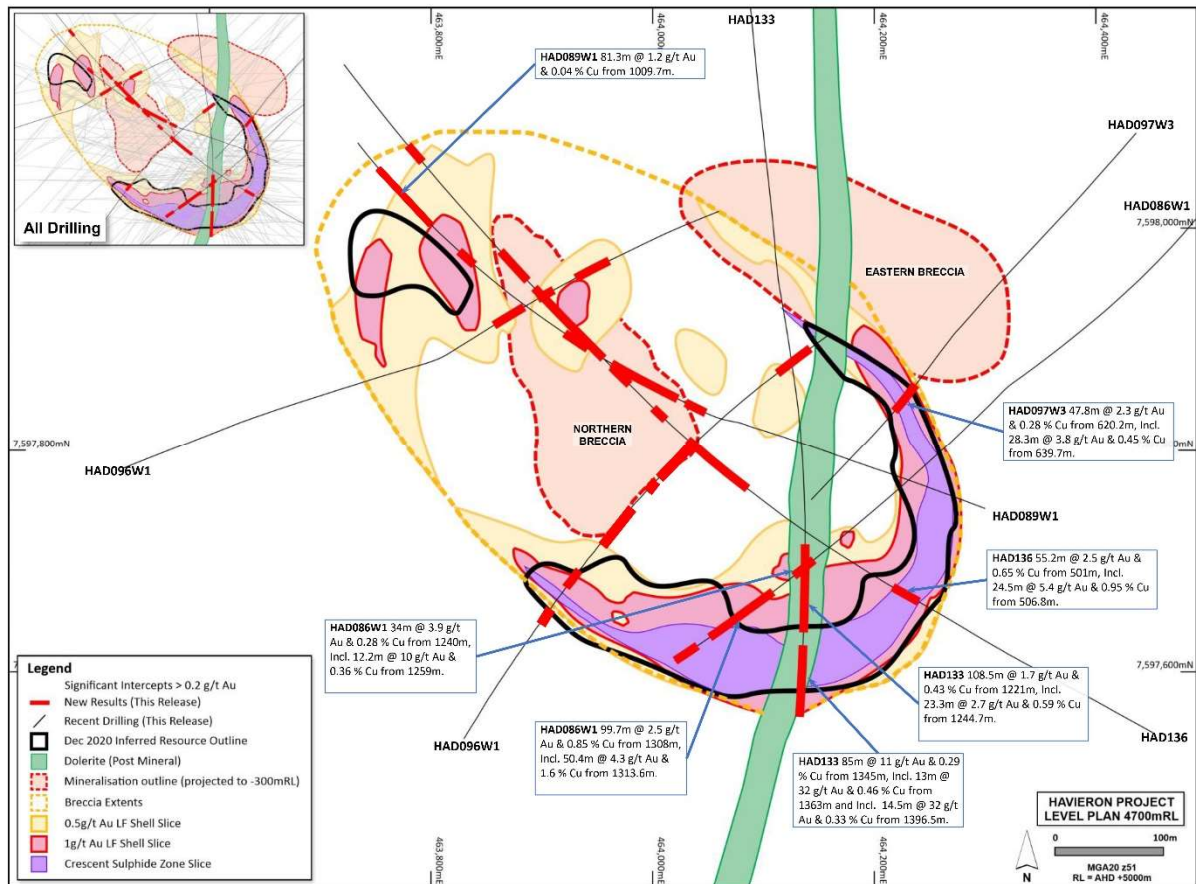 463,800mE
HAD133
464,000mE
464,200mE
464,400mE
HAD089W1 81.3m @ 1.2 g/t Au
& 0.04 % Cu from 1009.7m.
All Drilling
HAD097W3
HAD086W1
7,598,000mN
EASTERN BRECCIA
NORTHERN
BRECCIA
7,597,800mN
HAD096W1
HAD097W3 47.8m @ 2.3 g/t Au
& 0.28 % Cu from 620.2m, Incl.
28.3m @ 3.8 g/t Au & 0.45 % Cu
from 639.7m.
HAD089W1
HAD136 55.2m @ 2.5 g/t Au &
0.65 % Cu from 501m, Incl.
24.5m @ 5.4 g/t Au & 0.95 % Cu
from 506.8m.
HAD086W1 34m @ 3.9 g/t
Au & 0.28 % Cu from 1240m,
Incl. 12.2m @ 10 g/t Au &
0.36 % Cu from 1259m.
7,597,600mN
HAD133 108.5m @ 1.7 g/t Au &
0.43 % Cu from 1221m, Incl.
23.3m @ 2.7 g/t Au & 0.59 % Cu
from 1244.7m.
HAD086W1 99.7m @ 2.5 g/t
Au & 0.85 % Cu from 1308m,
Incl. 50.4m @ 4.3 g/t Au &
1.6 % Cu from 1313.6m.
HAD096W1
HAD136
HAD133 85m @ 11 g/t Au & 0.29
% Cu from 1345m, Incl. 13m @
32 g/t Au & 0.46 % Cu from
1363m and Incl. 14.5m @ 32 g/t
Au & 0.33 % Cu from 1396.5m.
Legend
Significant Intercepts > 0.2 g/t Au
New Results (This Release)
Recent Drilling (This Release)
Dec 2020 Inferred Resource Outline
Dolerite (Post Mineral)
Mineralisation outline (projected to -300mRL)
Breccia Extents
0.5g/t Au LF Shell Slice
1g/t Au LF Shell Slice
Crescent Sulphide Zone Slice
HAVIERON PROJECT
LEVEL PLAN 4700mRL
0 100m
MGA20 z51
RL = AHD +5000m
N
463,800mE
464,000mE
464,200mE